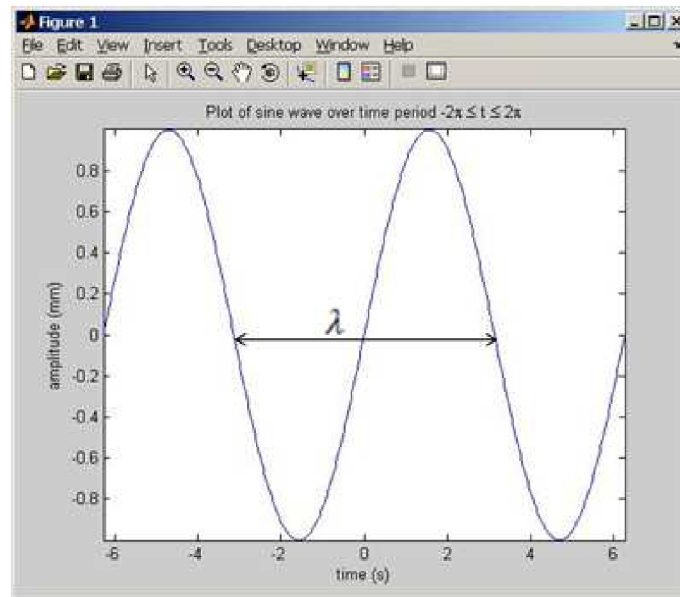 Figure 1
File Edit View Insert Tools Desktop Window Help
Plot of sine wave over time period -2π ≤ t ≤ 2π
0.8
0.6
0.4
0.2
0
-0.2
-0.4
-0.6
-0.8
amplitude (mm)
λ
-6 -4 -2 0 2 4 6
time (s)